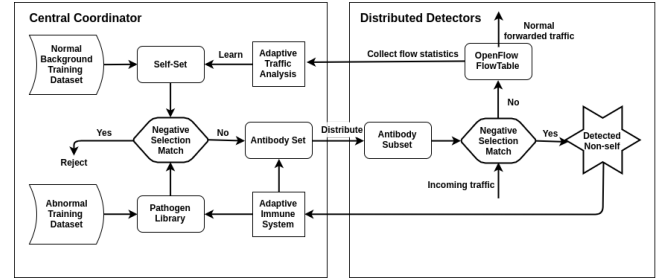 Central Coordinator
Distributed Detectors
Normal
Background
Training
Dataset
Self-Set
Learn
Adaptive
Traffic
Analysis
Collect flow statistics
OpenFlow
FlowTable
Normal
forwarded traffic
Yes
Reject
Negative
Selection
Match
No
Antibody Set
Distribute
Antibody
Subset
Negative
Selection
Match
No
Yes
Detected
Non-self
Incoming traffic
Abnormal
Training
Dataset
Pathogen
Library
Adaptive
Immune
System